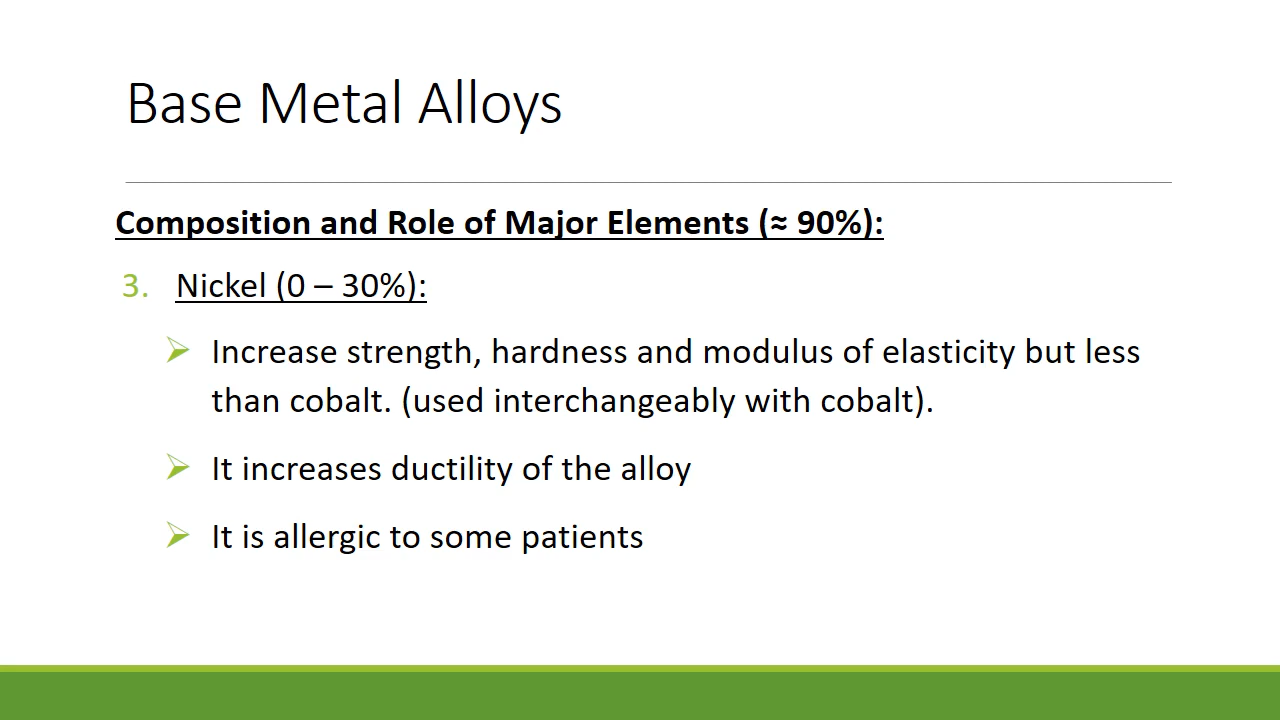 Base Metal Alloys
Composition and Role of Major Elements (≈ 90%):
3. Nickel (0 – 30%):
Increase strength, hardness and modulus of elasticity but less
than cobalt. (used interchangeably with cobalt).
It increases ductility of the alloy
It is allergic to some patients